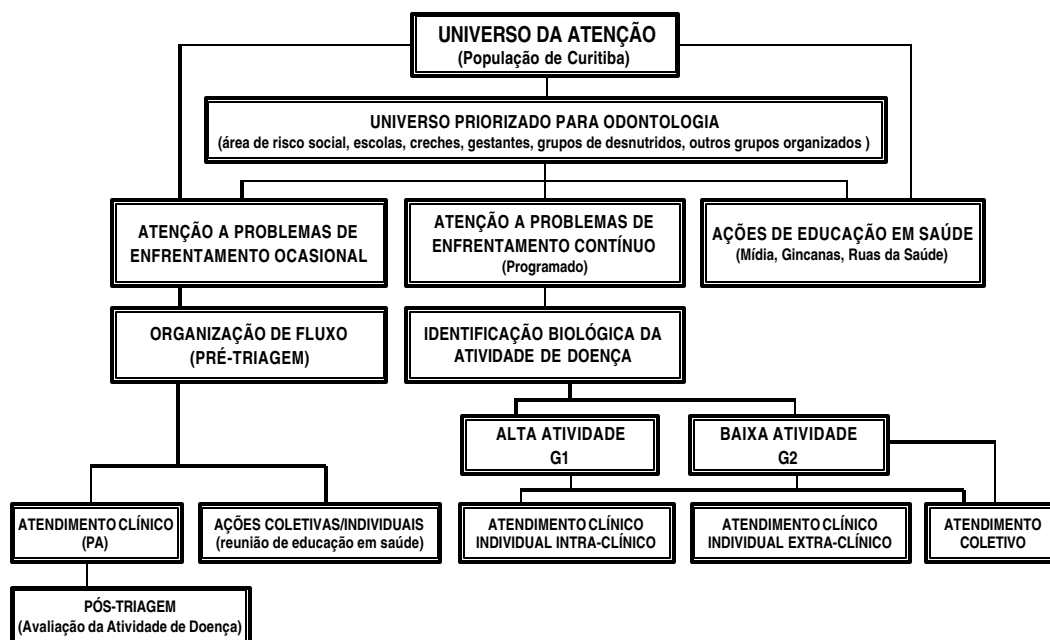 UNIVERSO DA ATENÇÃO
(População de Curitiba)
UNIVERSO PRIORIZADO PARA ODONTOLOGIA
(área de risco social, escolas, creches, gestantes, grupos de desnutridos, outros grupos organizados )
ATENÇÃO A PROBLEMAS DE
ENFRENTAMENTO OCASIONAL
ATENÇÃO A PROBLEMAS DE
ENFRENTAMENTO CONTÍNUO
(Programado)
AÇÕES DE EDUCAÇÃO EM SAÚDE
(Mídia, Gincanas, Ruas da Saúde)
ORGANIZAÇÃO DE FLUXO
(PRÉ-TRIAGEM)
IDENTIFICAÇÃO BIOLÓGICA DA
ATIVIDADE DE DOENÇA
ALTA ATIVIDADE
G1
BAIXA ATIVIDADE
G2
ATENDIMENTO CLÍNICO
(PA)
AÇÕES COLETIVAS/INDIVIDUAIS
(reunião de educação em saúde)
ATENDIMENTO CLÍNICO
INDIVIDUAL INTRA-CLÍNICO
ATENDIMENTO CLÍNICO
INDIVIDUAL EXTRA-CLÍNICO
ATENDIMENTO
COLETIVO
PÓS-TRIAGEM
(Avaliação da Atividade de Doença)